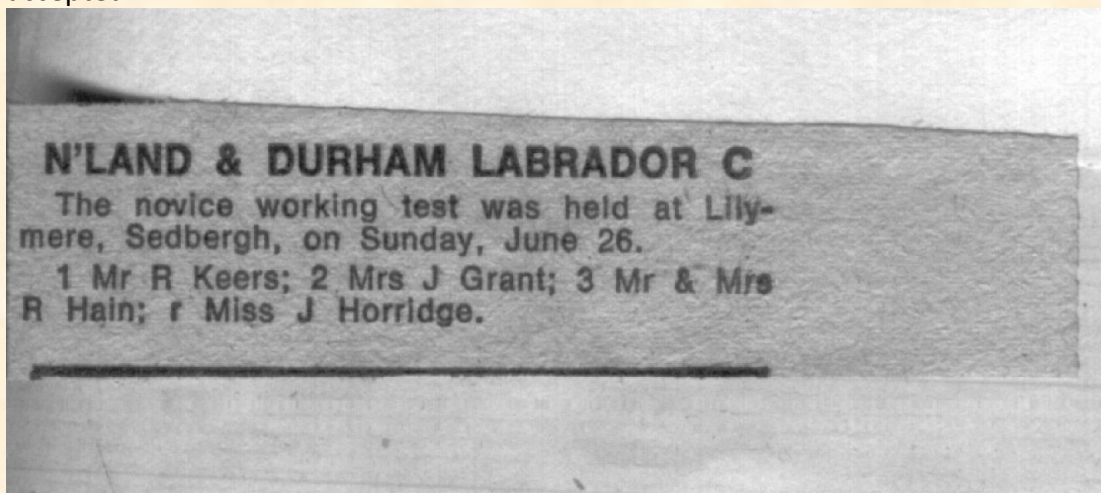 N'LAND & DURHAM LABRADOR C
The novice working test was held at Lily-
mere, Sedbergh, on Sunday, June 26.
1 Mr R Keers; 2 Mrs J Grant; 3 Mr & Mrs
R Hain; r Miss J Horridge.